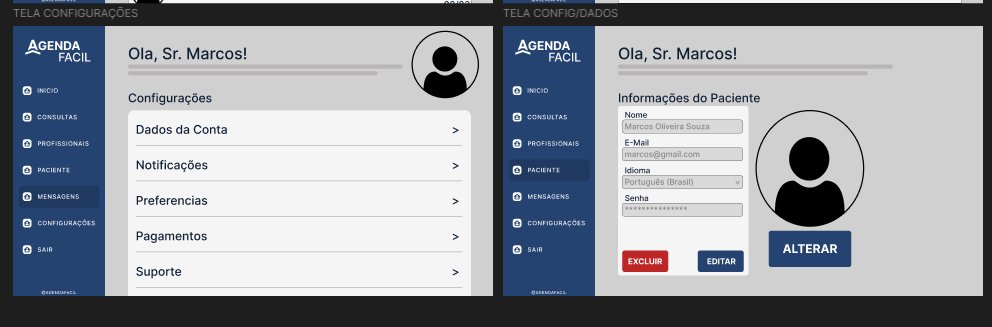 TELA CONFIGURAÇÕES
AGENDA
FACIL
INICIO
CONSULTAS
PROFISSIONAIS
PACIENTE
MENSAGENS
CONFIGURAÇÕES
SAIR
©AGENDAFACIL
Ola, Sr. Marcos!
Configurações
Dados da Conta >
Notificações >
Preferencias >
Pagamentos >
Suporte >
TELA CONFIG/DADOS
AGENDA
FACIL
INICIO
CONSULTAS
PROFISSIONAIS
PACIENTE
MENSAGENS
CONFIGURAÇÕES
SAIR
©AGENDAFACIL
Ola, Sr. Marcos!
Informações do Paciente
Nome
Marcos Oliveira Souza
E-Mail
marcos@gmail.com
Idioma
Português (Brasil) v
Senha
***************
EXCLUIR EDITAR
ALTERAR